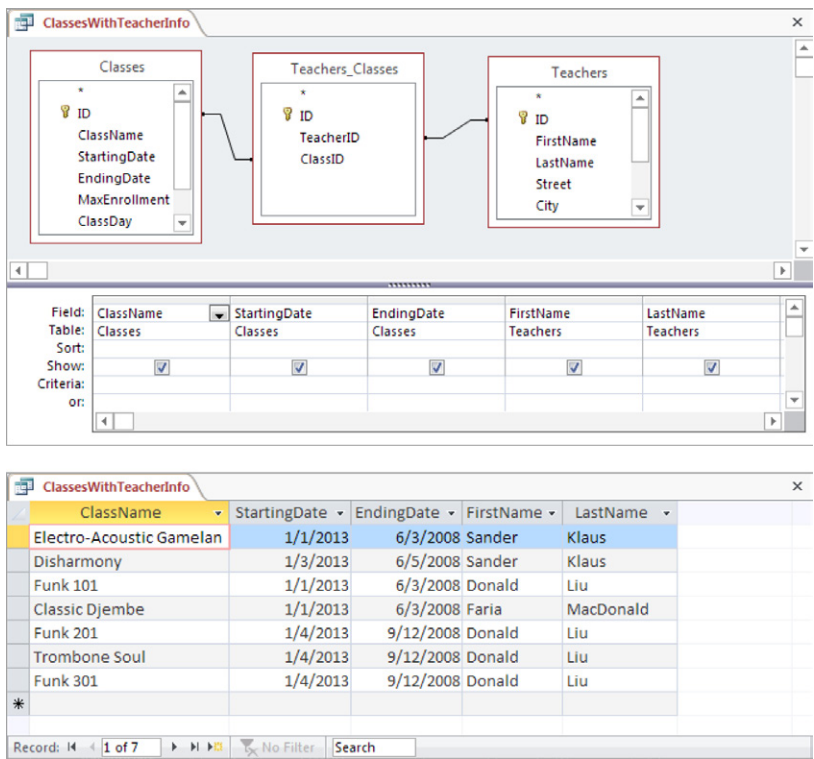 ClassesWithTeacherInfo
Classes
*
ID
ClassName
StartingDate
EndingDate
MaxEnrollment
ClassDay
Teachers_Classes
*
ID
TeacherID
ClassID
Teachers
*
ID
FirstName
LastName
Street
City
Field: ClassName StartingDate EndingDate FirstName LastName
Table: Classes Classes Classes Teachers Teachers
Sort:
Show:
Criteria:
or:
ClassesWithTeacherInfo
ClassName StartingDate EndingDate FirstName LastName
Electro-Acoustic Gamelan 1/1/2013 6/3/2008 Sander Klaus
Disharmony 1/3/2013 6/5/2008 Sander Klaus
Funk 101 1/1/2013 6/3/2008 Donald Liu
Classic Djembe 1/1/2013 6/3/2008 Faria MacDonald
Funk 201 1/4/2013 9/12/2008 Donald Liu
Trombone Soul 1/4/2013 9/12/2008 Donald Liu
Funk 301 1/4/2013 9/12/2008 Donald Liu
*
Record: 1 of 7 No Filter Search